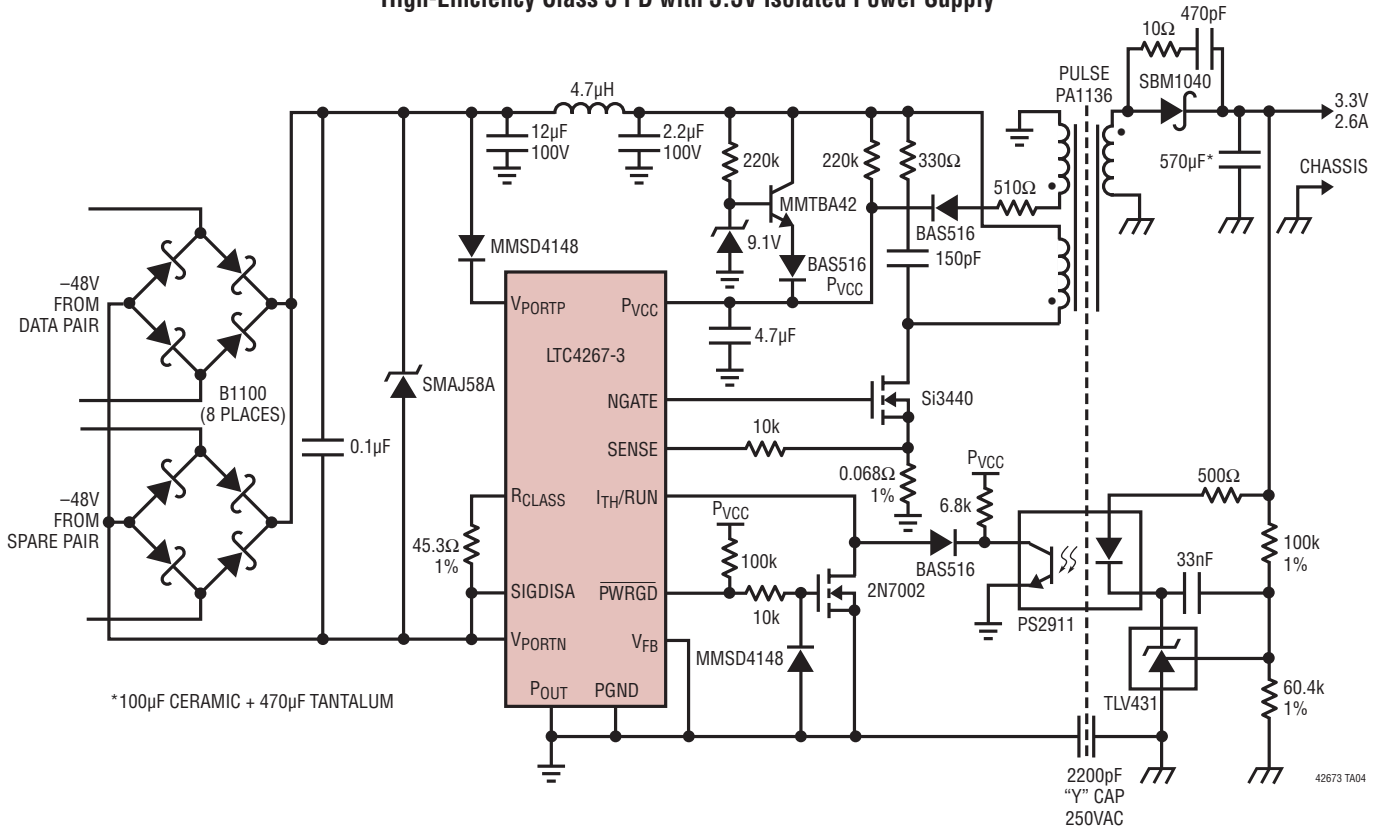 High-Efficiency Class 3 PD with 3.3V Isolated Power Supply
470pF
10Ω
PULSE
PA1136
SBM1040
4.7µH
3.3V
2.6A
12µF
100V
2.2µF
100V
220k
220k
330Ω
510Ω
570µF*
CHASSIS
MMTBA42
BAS516
9.1V
150pF
MMSD4148
BAS516
PVCC
–48V
FROM
DATA PAIR
VPORTP
PVCC
4.7µF
LTC4267-3
SMAJ58A
B1100
(8 PLACES)
NGATE
Si3440
10k
0.1µF
SENSE
PVCC
0.068Ω
1%
500Ω
–48V
FROM
SPARE PAIR
RCLASS
ITH/RUN
PVCC
6.8k
45.3Ω
1%
100k
BAS516
33nF
100k
1%
SIGDISA
PWRGD
10k
2N7002
PS2911
VPORTN
VFB
MMSD4148
POUT
PGND
TLV431
60.4k
1%
*100µF CERAMIC + 470µF TANTALUM
2200pF
“Y” CAP
250VAC
42673 TA04